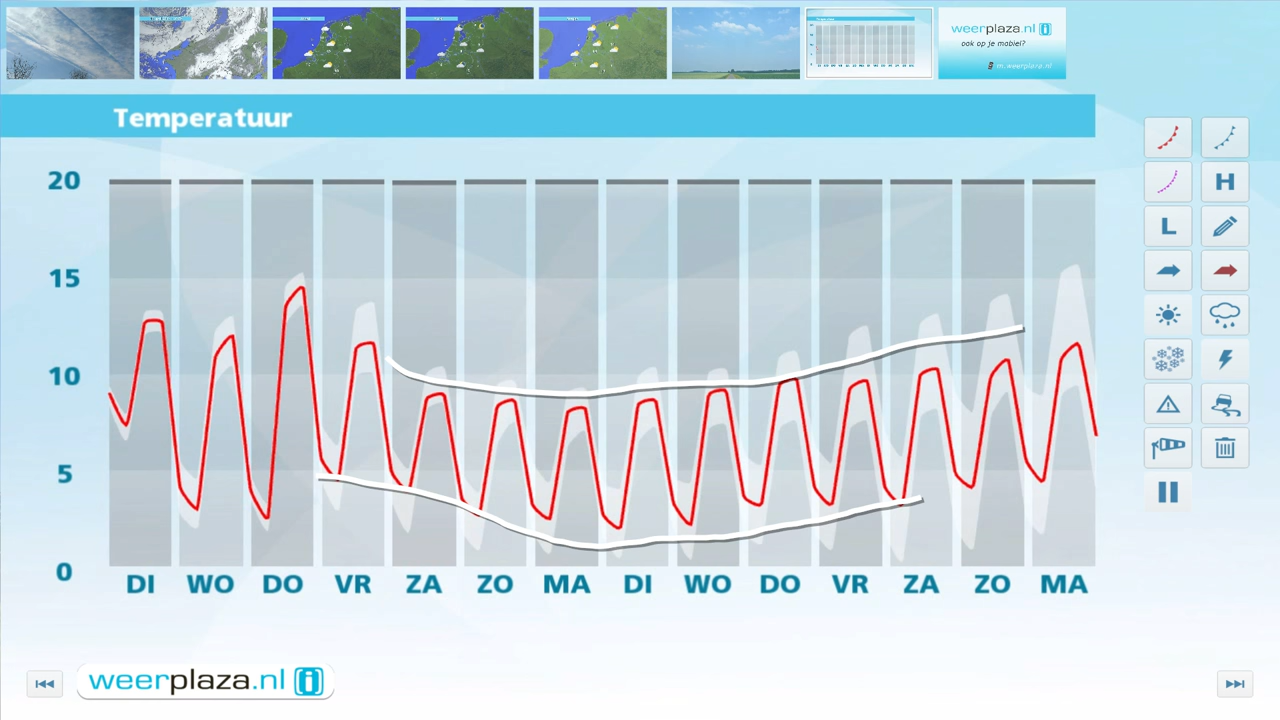 weerplaza.nl
ook op je mobiel?
m.weerplaza.nl
Temperatuur
20
15
10
5
0
DI WO DO VR ZA ZO MA DI WO DO VR ZA ZO MA
H
L
weerplaza.nl